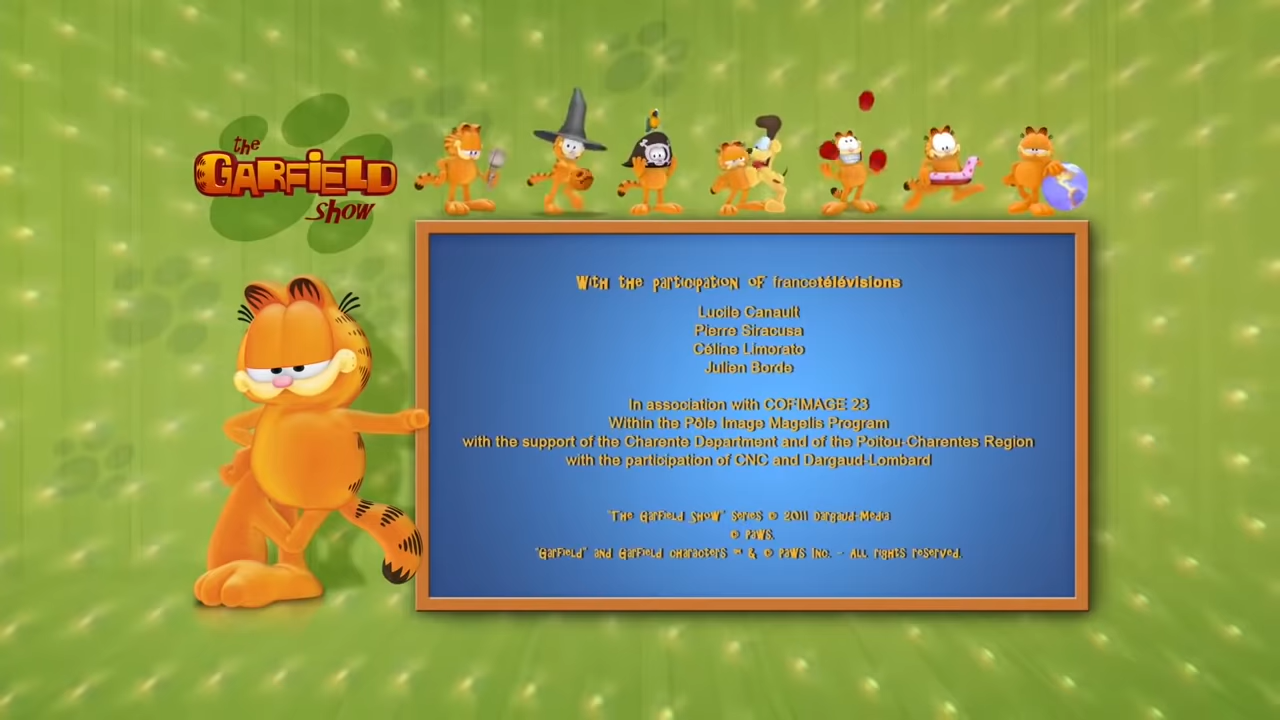 the
GARFIELD
show
With the participation of francetélévisions
Lucile Canault
Pierre Siracusa
Céline Limorato
Julien Borde
In association with COFIMAGE 23
Within the Pôle Image Magelis Program
with the support of the Charente Department and of the Poitou-Charentes Region
with the participation of CNC and Dargaud-Lombard
"The Garfield Show" series © 2011 Dargaud Media
© PAWS.
"Garfield" and Garfield characters ™ & © PAWS Inc. - All rights reserved.